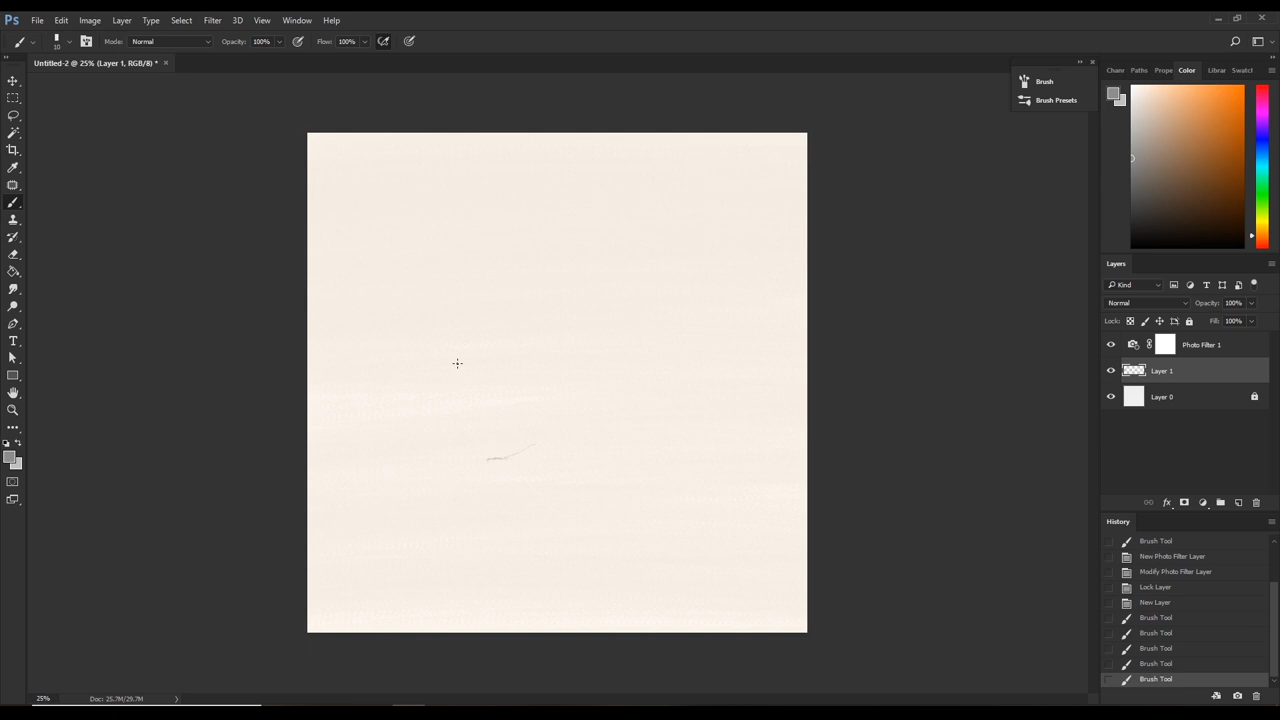 Ps File Edit Image Layer Type Select Filter 3D View Window Help
10 Mode: Normal Opacity: 100% Flow: 100%
Untitled-2 @ 25% (Layer 1, RGB/8) * ×
Brush
Brush Presets
Chanr Paths Prope Color Librar Swatch
Layers
Kind
Normal Opacity: 100%
Lock: Fill: 100%
Photo Filter 1
Layer 1
Layer 0
fx
History
Brush Tool
New Photo Filter Layer
Modify Photo Filter Layer
Lock Layer
New Layer
Brush Tool
Brush Tool
Brush Tool
Brush Tool
Brush Tool
25% Doc: 25.7M/29.7M